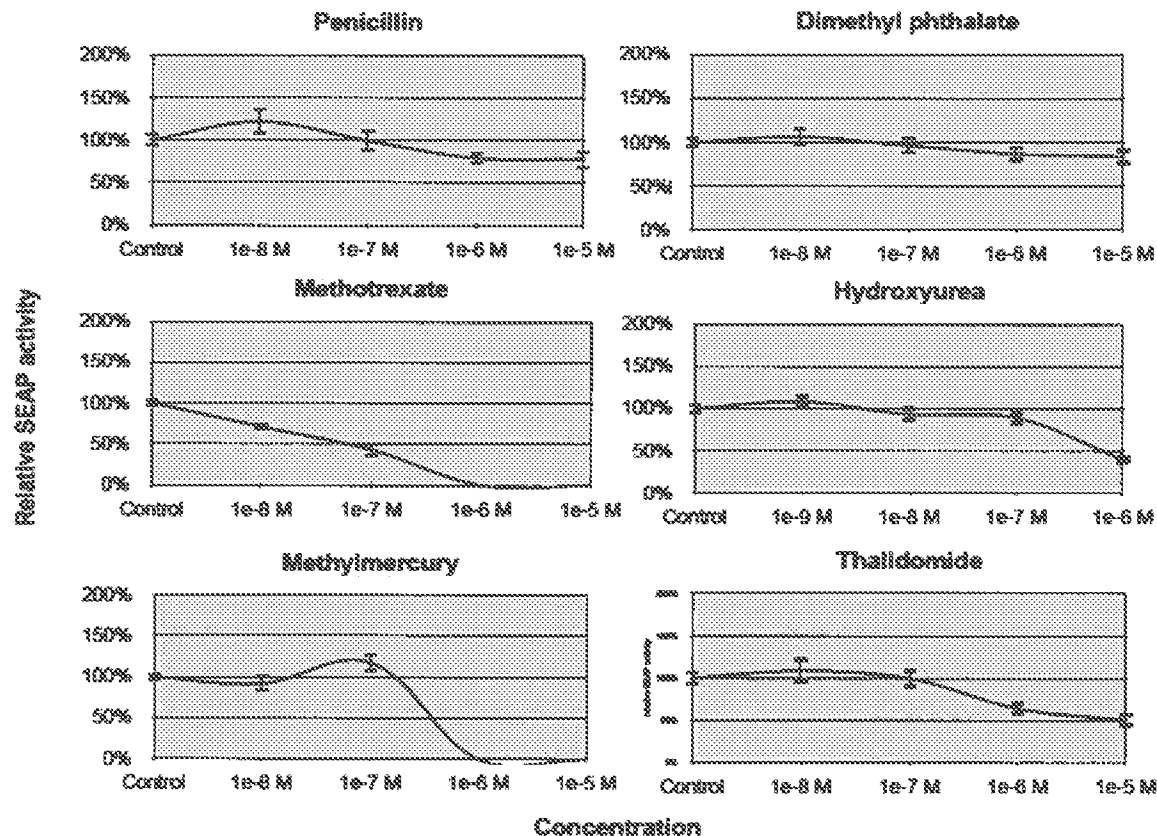 Penicillin
200%
150%
100%
50%
0%
Control 1e-8 M 1e-7 M 1e-6 M 1e-5 M
Dimethyl phthalate
200%
150%
100%
50%
0%
Control 1e-8 M 1e-7 M 1e-6 M 1e-5 M
Relative SEAP activity
Methotrexate
200%
150%
100%
50%
0%
Control 1e-8 M 1e-7 M 1e-6 M 1e-5 M
Hydroxyurea
200%
150%
100%
50%
0%
Control 1e-9 M 1e-8 M 1e-7 M 1e-6 M
Methylmercury
200%
150%
100%
50%
0%
Control 1e-8 M 1e-7 M 1e-6 M 1e-5 M
Thalidomide
Control 1e-8 M 1e-7 M 1e-6 M 1e-5 M
Concentration